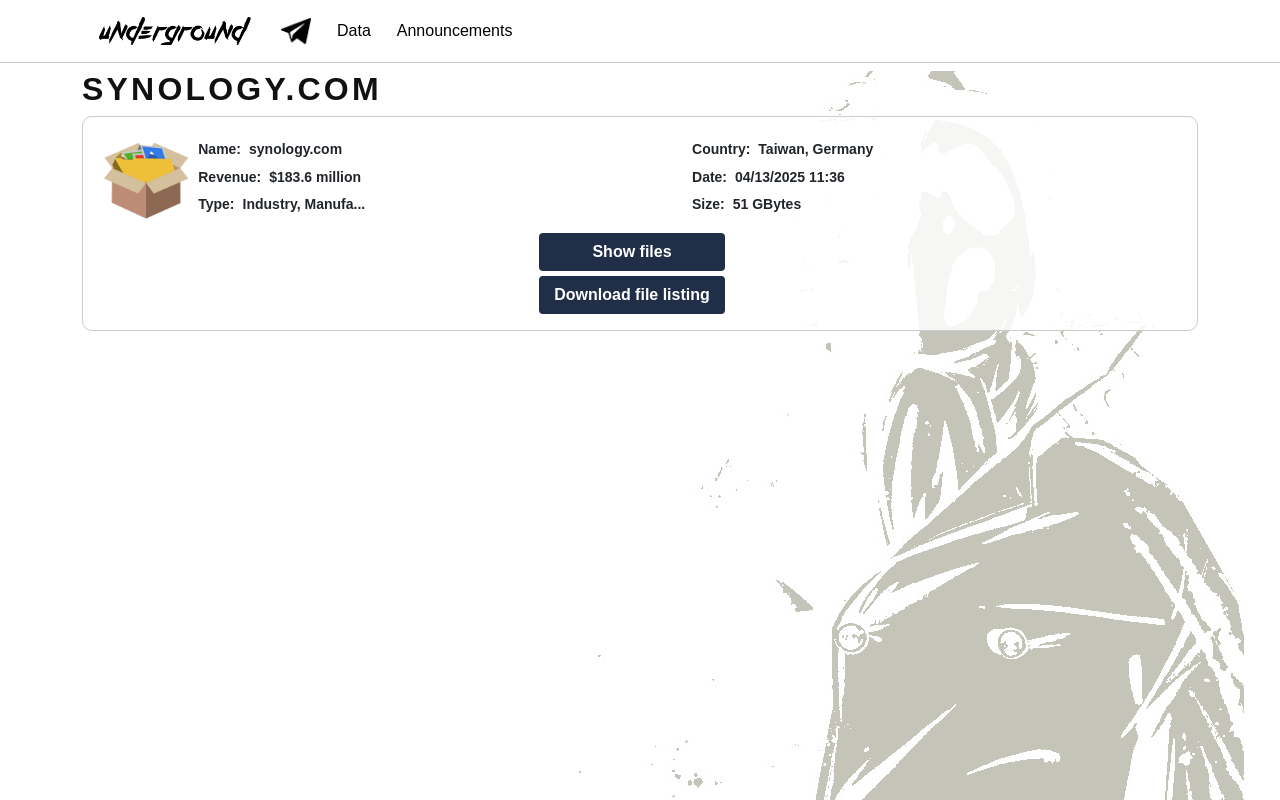 underground
Data
Announcements
SYNOLOGY.COM
Name: synology.com
Country: Taiwan, Germany
Revenue: $183.6 million
Date: 04/13/2025 11:36
Type: Industry, Manufa...
Size: 51 GBytes
Show files
Download file listing